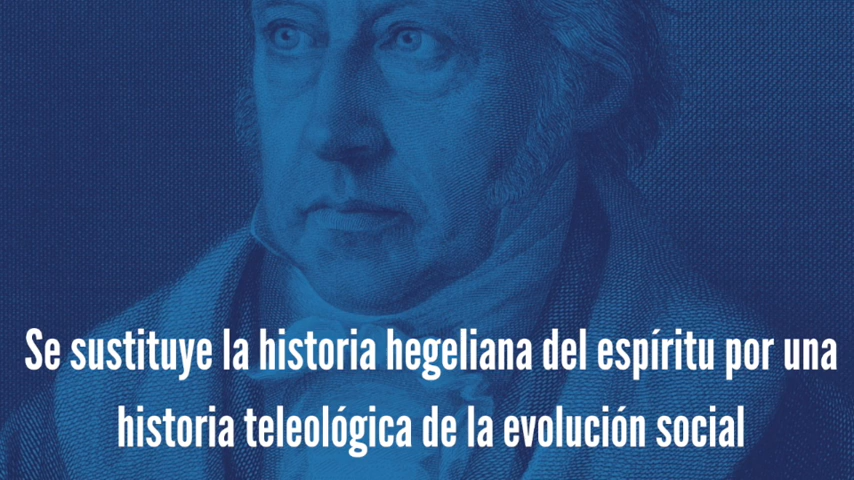 Se sustituye la historia hegeliana del espíritu por una
historia teleológica de la evolución social